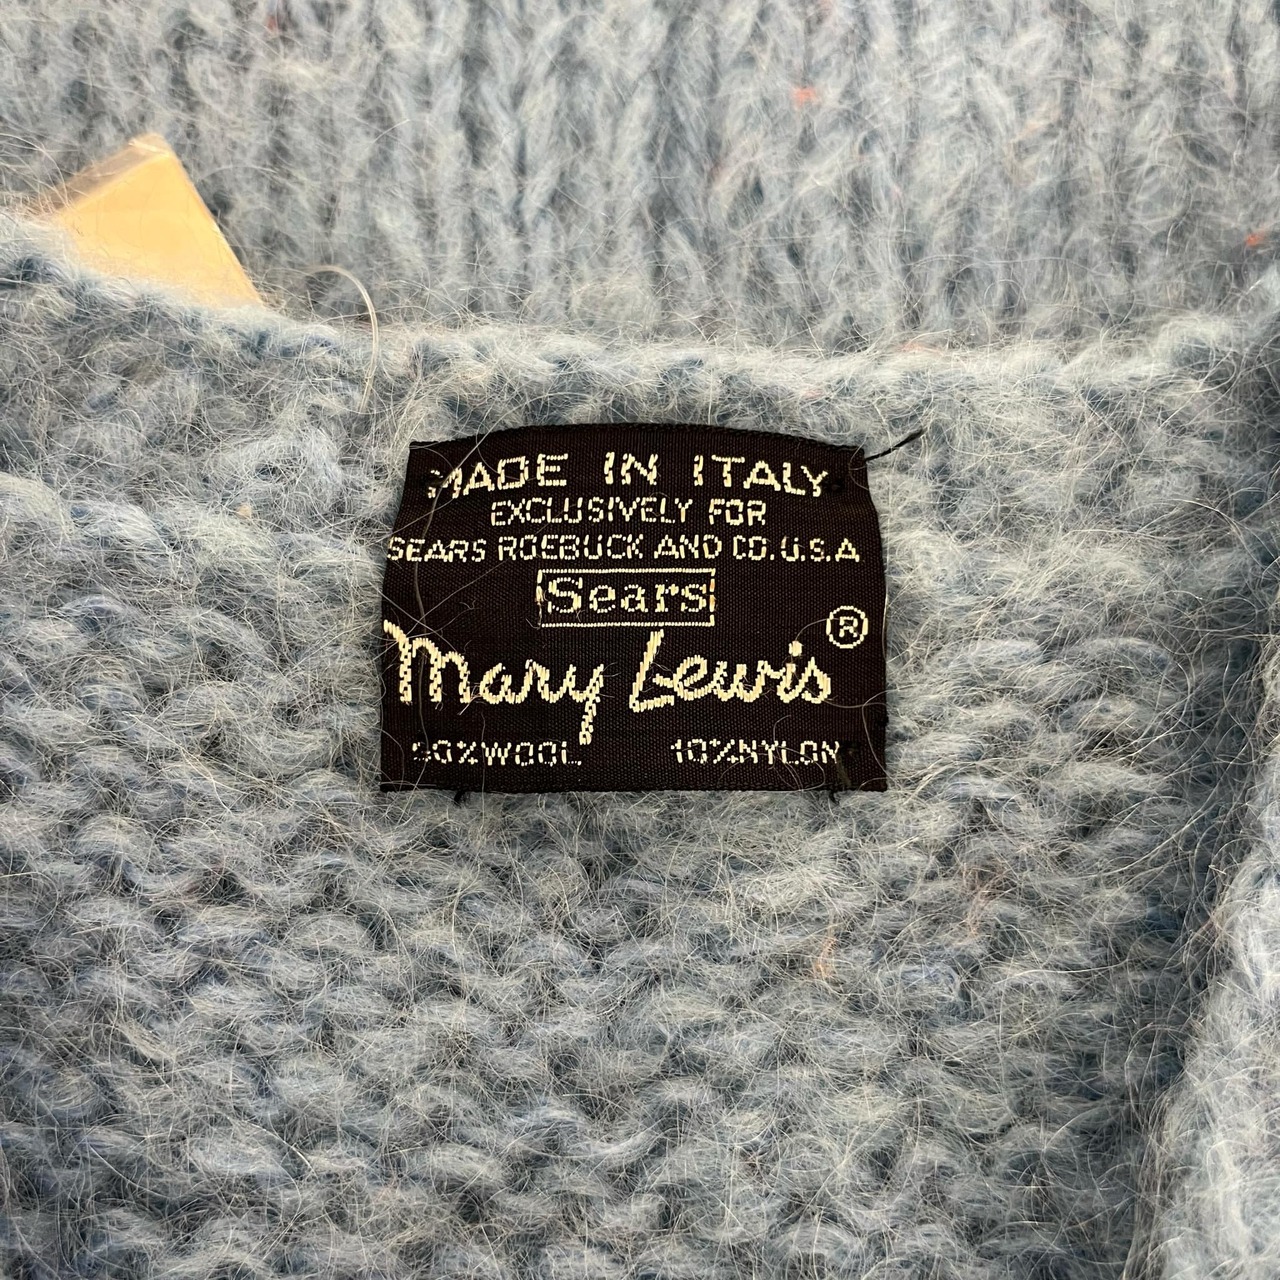 MADE IN ITALY
EXCLUSIVELY FOR
SEARS ROEBUCK AND CO.U.S.A
Sears
Mary Lewis®
90%WOOL 10%NYLON